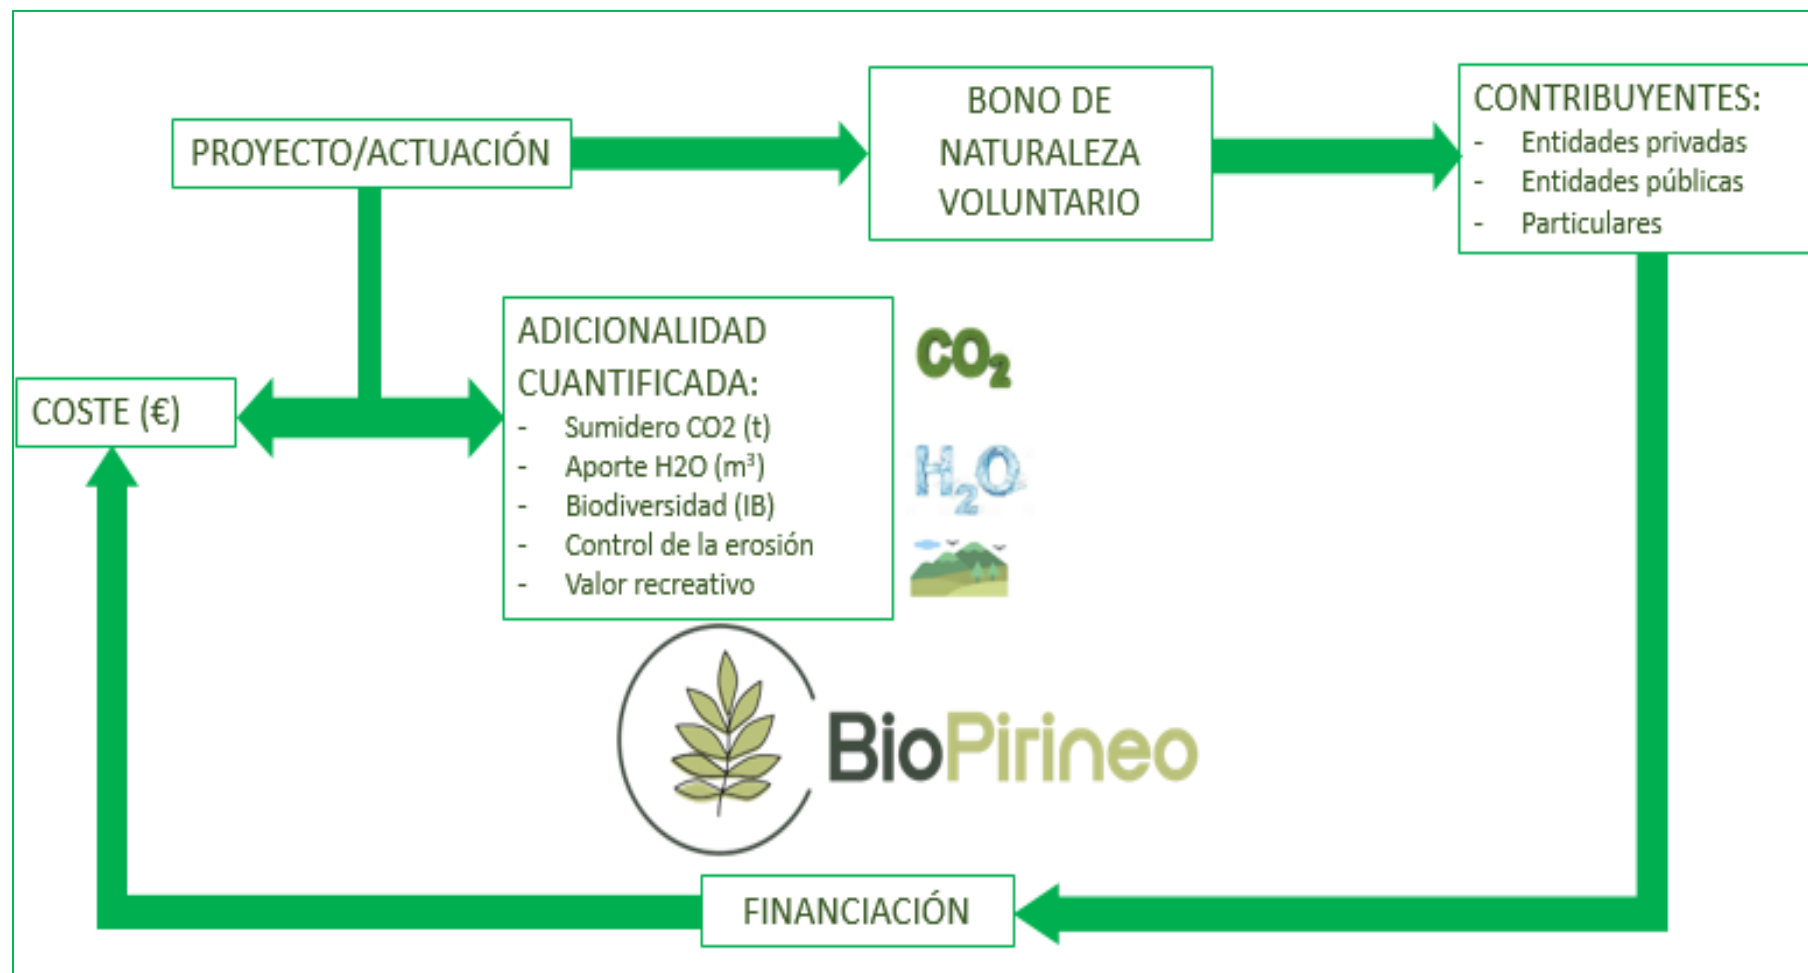 PROYECTO/ACTUACIÓN
BONO DE
NATURALEZA
VOLUNTARIO
CONTRIBUYENTES:
- Entidades privadas
- Entidades públicas
- Particulares
COSTE (€)
ADICIONALIDAD
CUANTIFICADA:
- Sumidero CO2 (t)
- Aporte H2O (m³)
- Biodiversidad (IB)
- Control de la erosión
- Valor recreativo
CO₂
H₂O
BioPirineo
FINANCIACIÓN